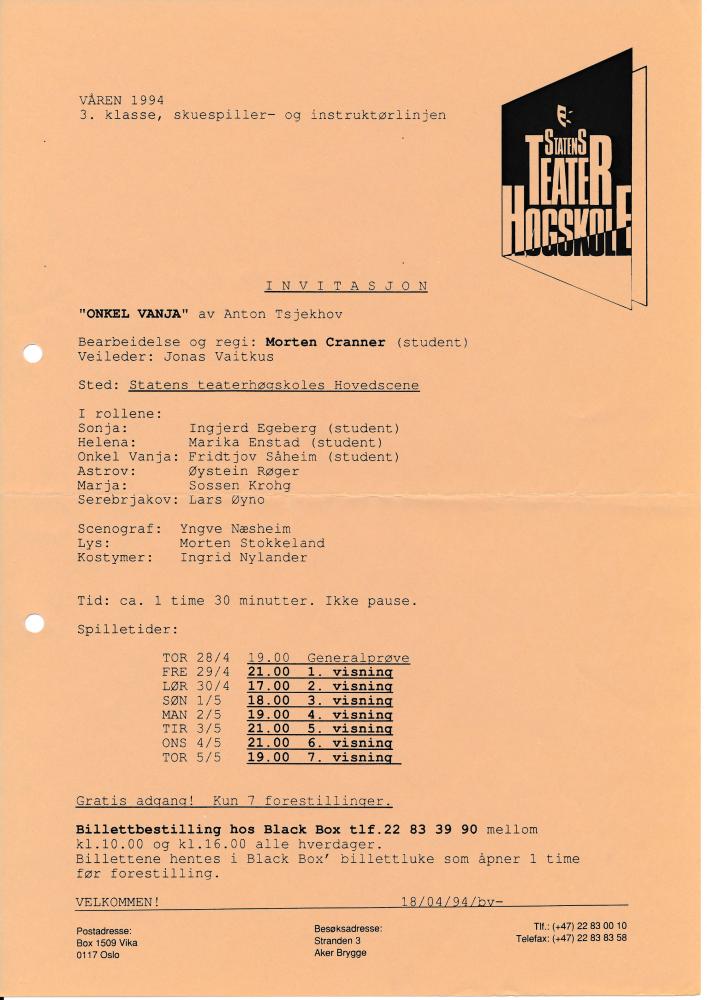 VÅREN 1994
3. klasse, skuespiller- og instruktørlinjen
STATENS
TEATER
HØGSKOLE
I N V I T A S J O N
"ONKEL VANJA" av Anton Tsjekhov
Bearbeidelse og regi: Morten Cranner (student)
Veileder: Jonas Vaitkus
Sted: Statens teaterhøgskoles Hovedscene
I rollene:
Sonja: Ingjerd Egeberg (student)
Helena: Marika Enstad (student)
Onkel Vanja: Fridtjov Såheim (student)
Astrov: Øystein Røger
Marja: Sossen Krohg
Serebrjakov: Lars Øyno
Scenograf: Yngve Næsheim
Lys: Morten Stokkeland
Kostymer: Ingrid Nylander
Tid: ca. 1 time 30 minutter. Ikke pause.
Spilletider:
TOR 28/4 19.00 Generalprøve
FRE 29/4 21.00 1. visning
LØR 30/4 17.00 2. visning
SØN 1/5 18.00 3. visning
MAN 2/5 19.00 4. visning
TIR 3/5 21.00 5. visning
ONS 4/5 21.00 6. visning
TOR 5/5 19.00 7. visning
Gratis adgang! Kun 7 forestillinger.
Billettbestilling hos Black Box tlf.22 83 39 90 mellom
kl.10.00 og kl.16.00 alle hverdager.
Billettene hentes i Black Box' billettluke som åpner 1 time
før forestilling.
VELKOMMEN! 18/04/94/bv-
Postadresse:
Box 1509 Vika
0117 Oslo
Besøksadresse:
Stranden 3
Aker Brygge
Tlf.: (+47) 22 83 00 10
Telefax: (+47) 22 83 83 58